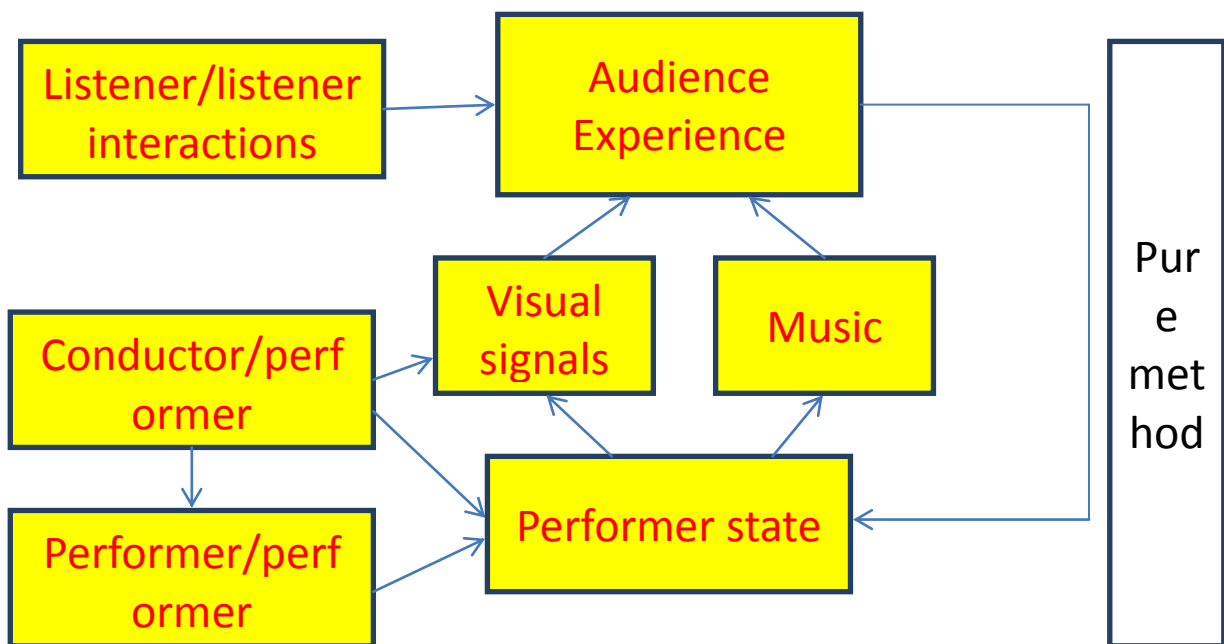 Listener/listener
interactions
Audience
Experience
Visual
signals
Music
Conductor/perf
ormer
Performer state
Performer/perf
ormer
Pur
e
met
hod